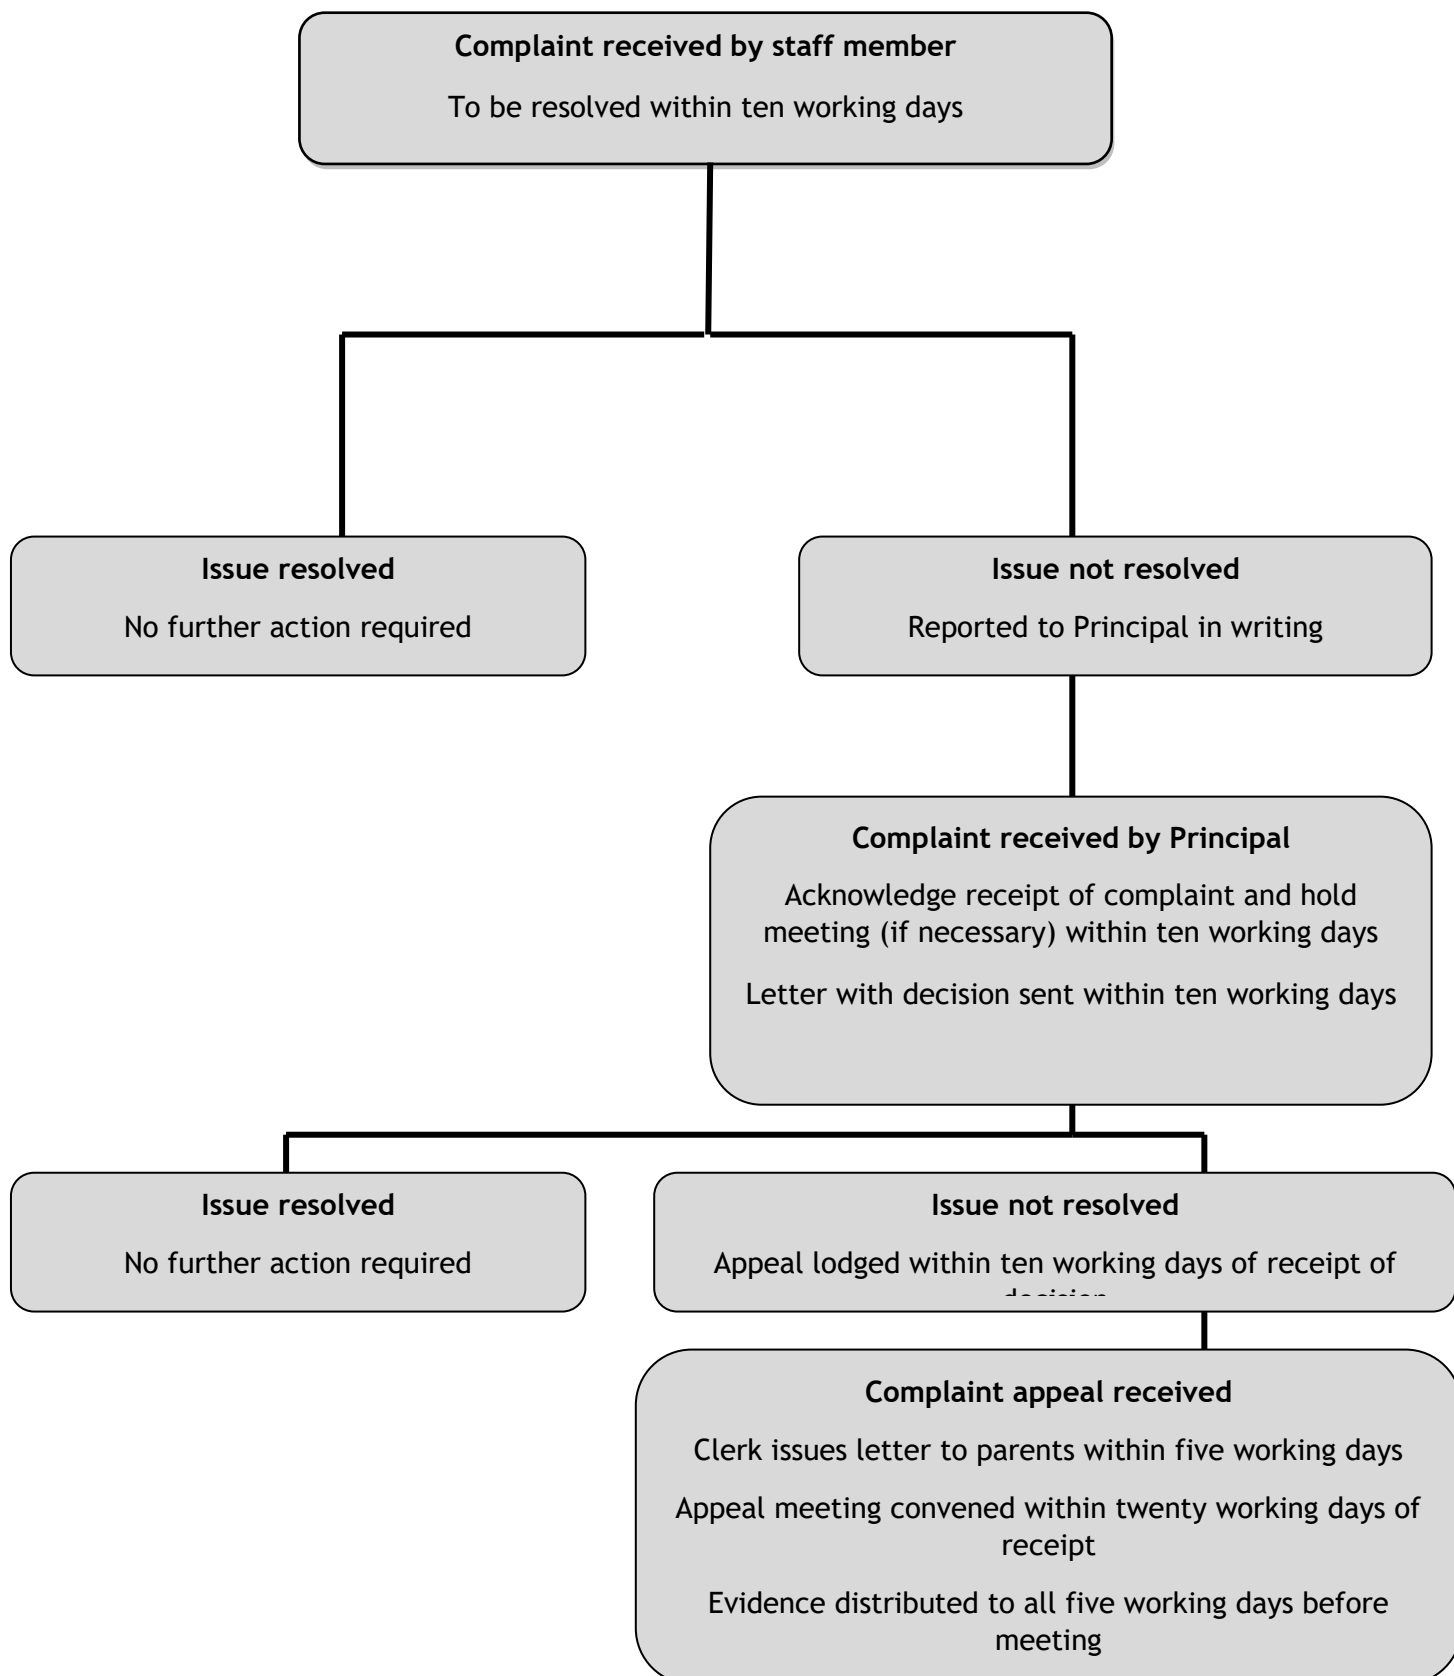 Complaint received by staff member
To be resolved within ten working days
Issue resolved
No further action required
Issue not resolved
Reported to Principal in writing
Complaint received by Principal
Acknowledge receipt of complaint and hold
meeting (if necessary) within ten working days
Letter with decision sent within ten working days
Issue resolved
No further action required
Issue not resolved
Appeal lodged within ten working days of receipt of
decision
Complaint appeal received
Clerk issues letter to parents within five working days
Appeal meeting convened within twenty working days of
receipt
Evidence distributed to all five working days before
meeting